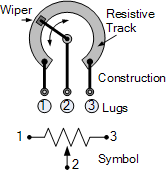 Wiper
Resistive
Track
Construction
1 2 3 Lugs
1 3
Symbol
2